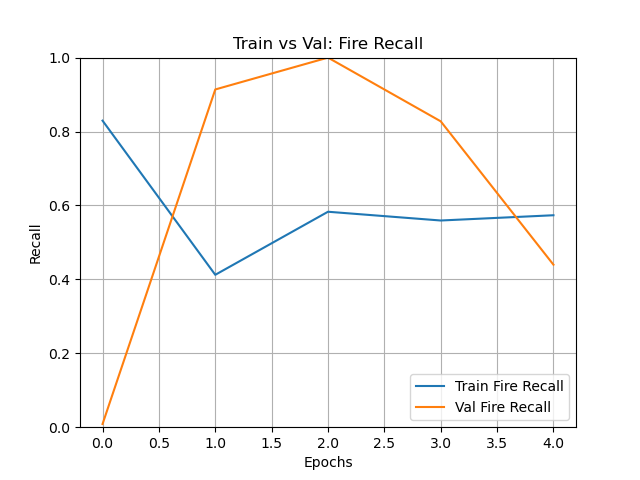 Train vs Val: Fire Recall
1.0
0.8
0.6
0.4
0.2
0.0
Recall
0.0 0.5 1.0 1.5 2.0 2.5 3.0 3.5 4.0
Epochs
Train Fire Recall
Val Fire Recall